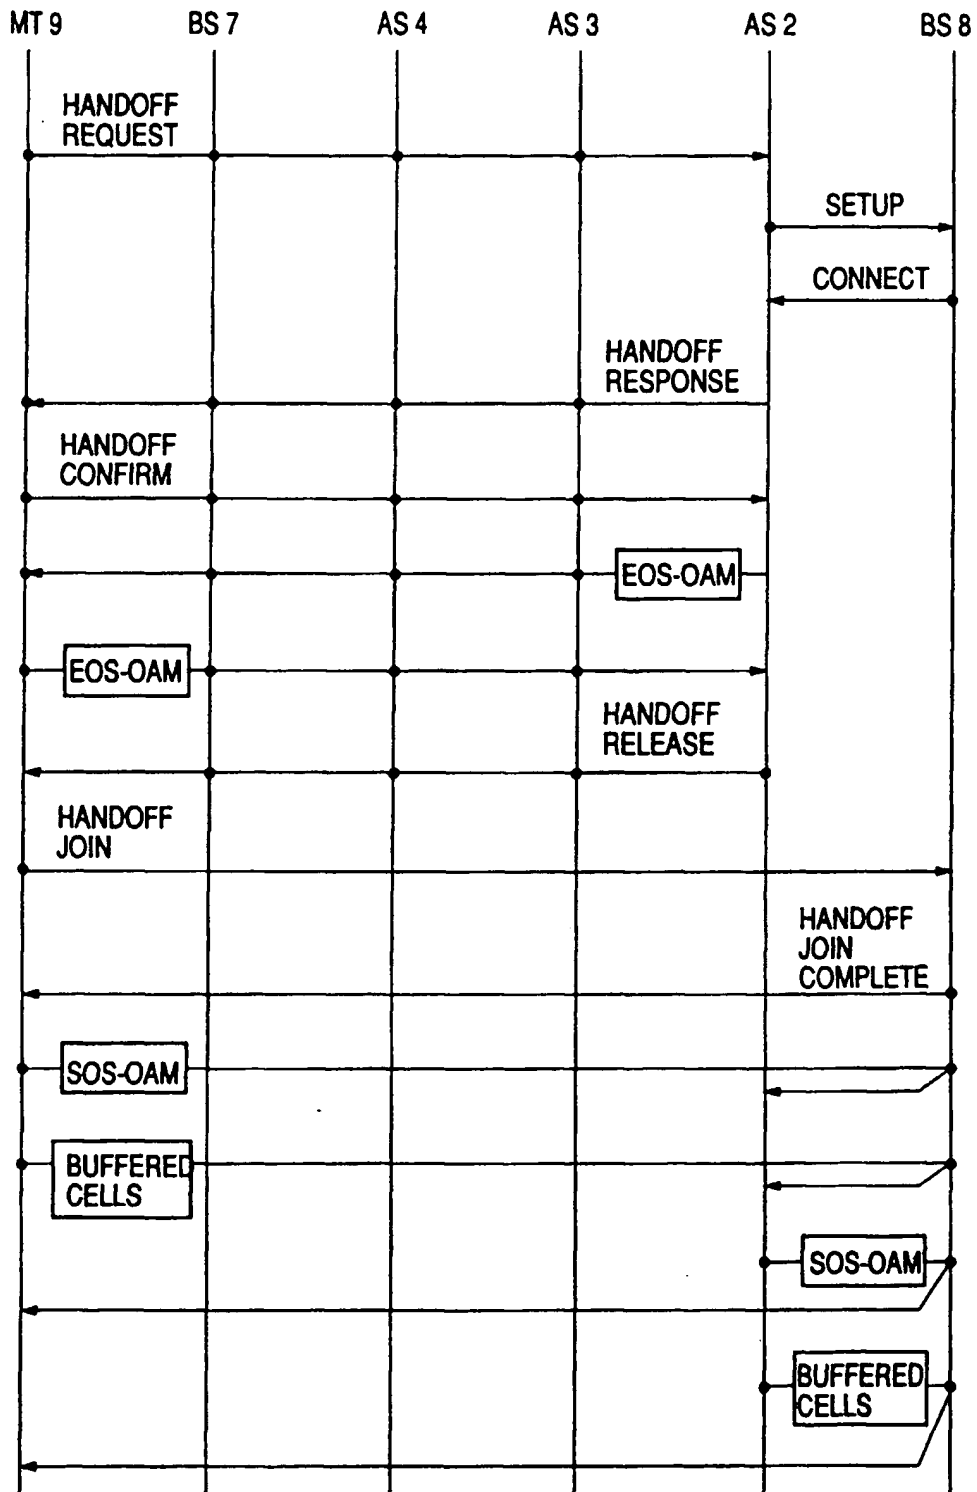 MT 9 BS 7 AS 4 AS 3 AS 2 BS 8
HANDOFF
REQUEST
SETUP
CONNECT
HANDOFF
RESPONSE
HANDOFF
CONFIRM
EOS-OAM
EOS-OAM
HANDOFF
RELEASE
HANDOFF
JOIN
HANDOFF
JOIN
COMPLETE
SOS-OAM
BUFFERED
CELLS
SOS-OAM
BUFFERED
CELLS